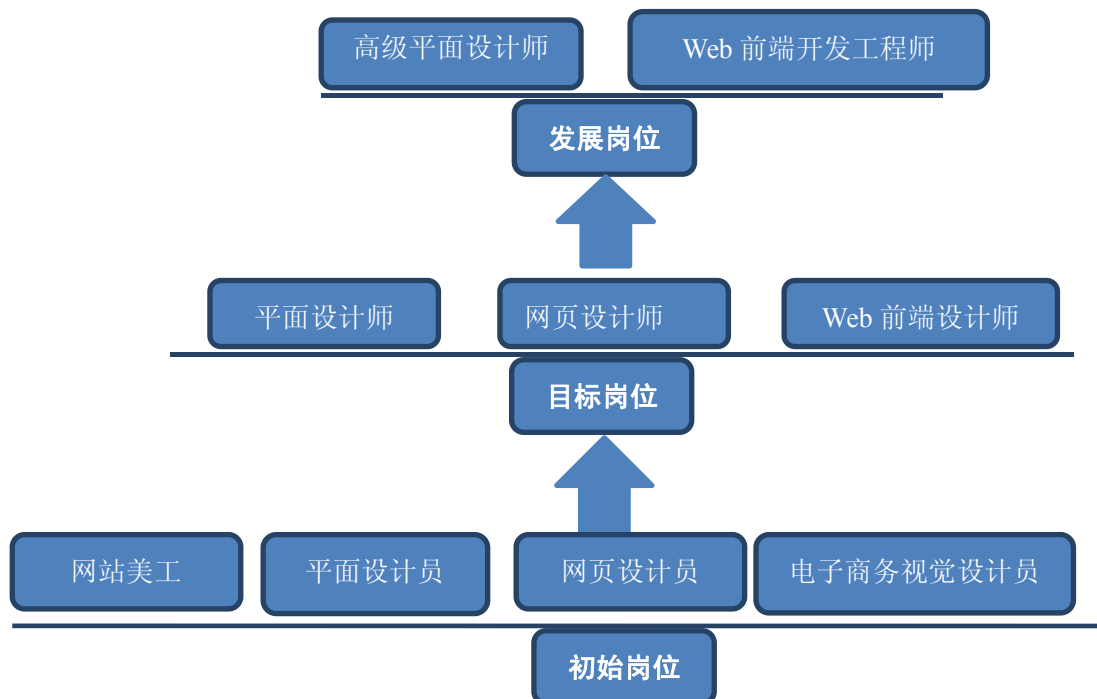 高级平面设计师
Web 前端开发工程师
发展岗位
平面设计师
网页设计师
Web 前端设计师
目标岗位
网站美工
平面设计员
网页设计员
电子商务视觉设计员
初始岗位